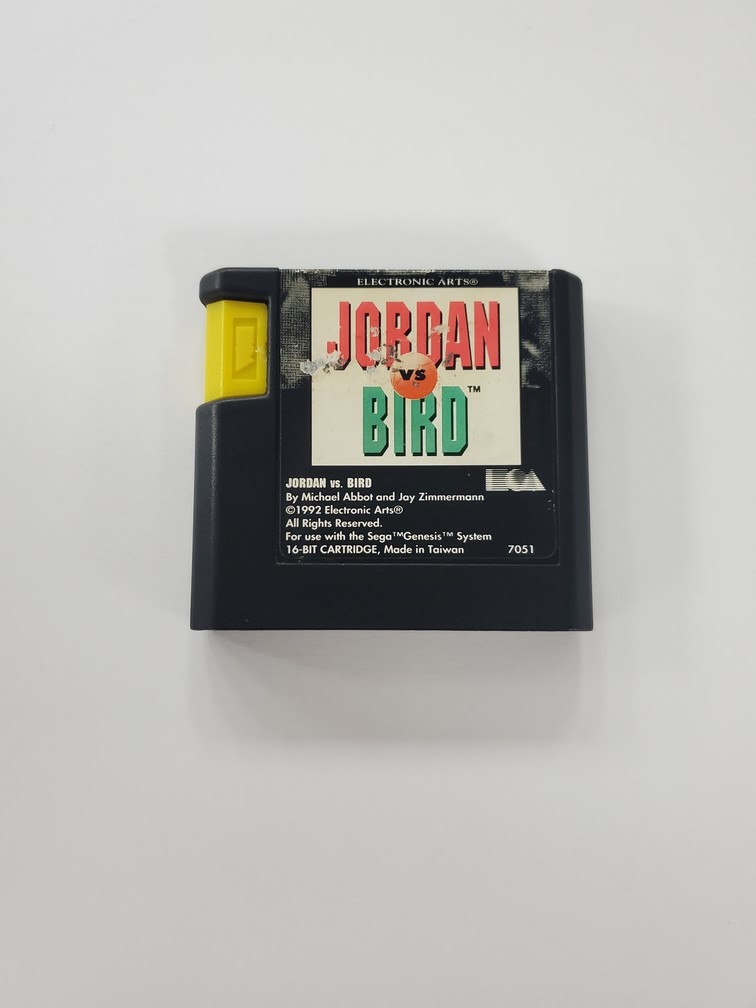 ELECTRONIC ARTS®
JORDAN
VS
BIRD™
EA
JORDAN vs. BIRD
By Michael Abbot and Jay Zimmermann
©1992 Electronic Arts®
All Rights Reserved.
For use with the Sega™Genesis™ System
16-BIT CARTRIDGE, Made in Taiwan 7051